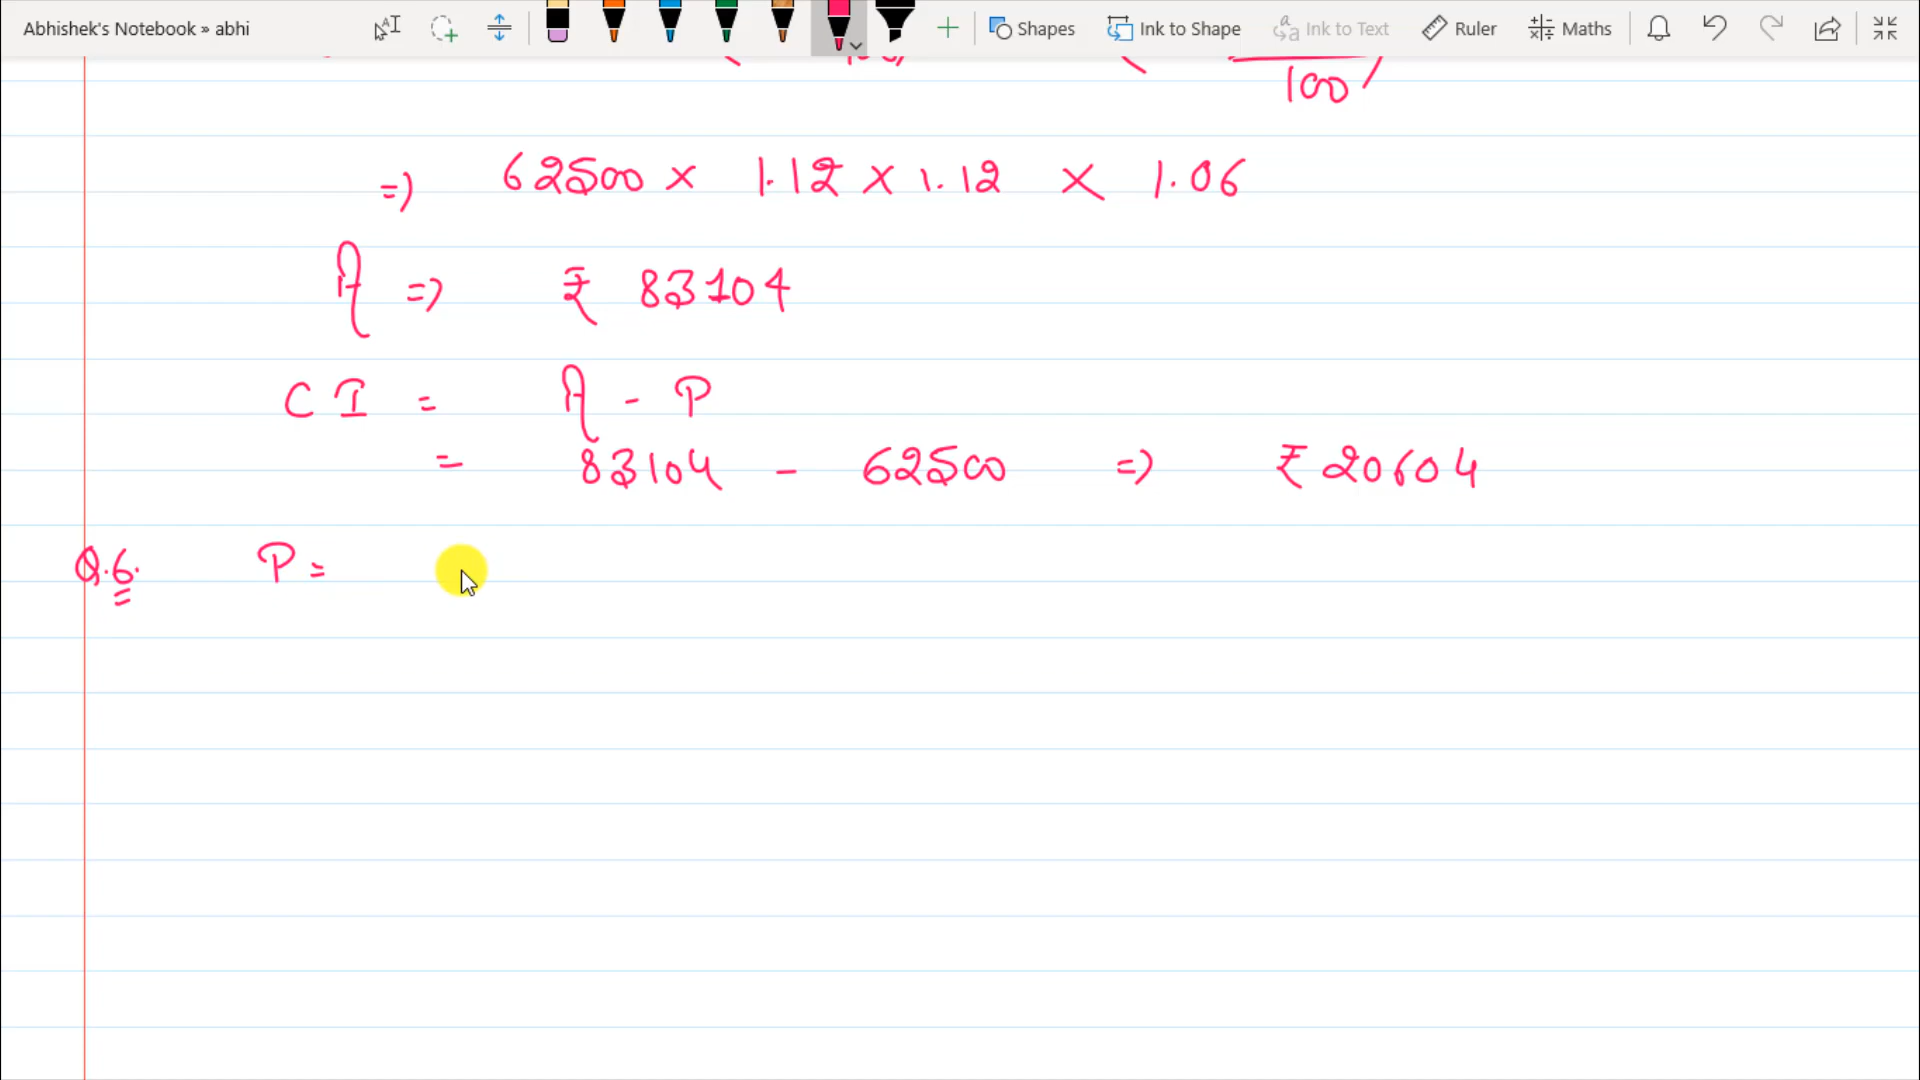 Abhishek's Notebook » abhi
Shapes Ink to Shape Ink to Text Ruler Maths
100
=) 62500 x 1.12 x 1.12 x 1.06
A =) ₹ 83104
CI = A - P
= 83104 - 62500 =) ₹ 20604
Q.6. P =